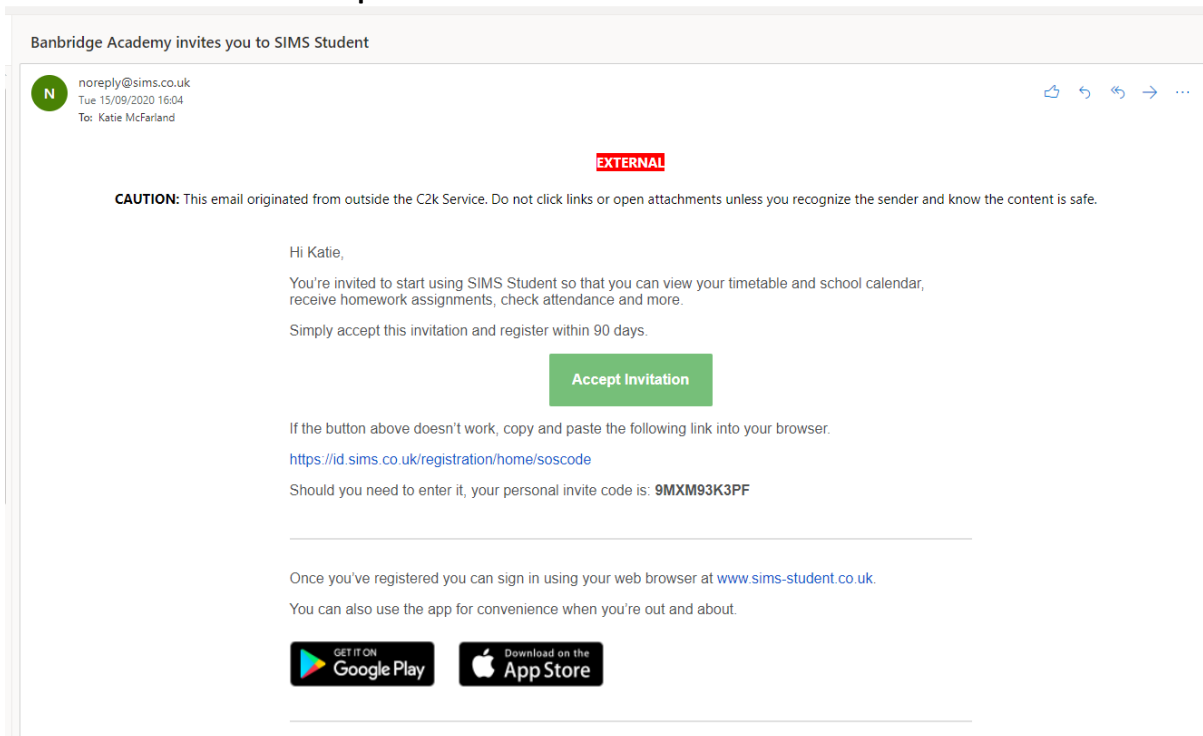 Banbridge Academy invites you to SIMS Student
N
noreply@sims.co.uk
Tue 15/09/2020 16:04
To: Katie McFarland
EXTERNAL
CAUTION: This email originated from outside the C2k Service. Do not click links or open attachments unless you recognize the sender and know the content is safe.
Hi Katie,
You're invited to start using SIMS Student so that you can view your timetable and school calendar,
receive homework assignments, check attendance and more.
Simply accept this invitation and register within 90 days.
Accept Invitation
If the button above doesn't work, copy and paste the following link into your browser.
https://id.sims.co.uk/registration/home/soscode
Should you need to enter it, your personal invite code is: 9MXM93K3PF
Once you've registered you can sign in using your web browser at www.sims-student.co.uk.
You can also use the app for convenience when you're out and about.
GET IT ON
Google Play
Download on the
App Store